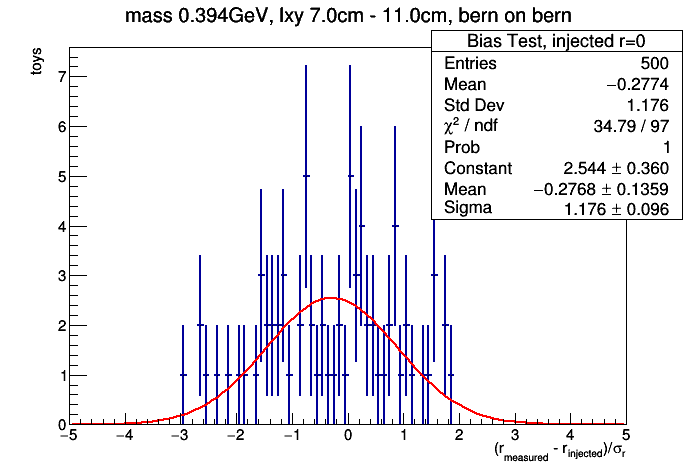 mass 0.394GeV, lxy 7.0cm - 11.0cm, bern on bern
Bias Test, injected r=0
Entries 500
Mean −0.2774
Std Dev 1.176
χ² / ndf 34.79 / 97
Prob 1
Constant 2.544 ± 0.360
Mean −0.2768 ± 0.1359
Sigma 1.176 ± 0.096
toys
7
6
5
4
3
2
1
0
−5 −4 −3 −2 −1 0 1 2 3 4 5
(r_measured - r_injected)/σ_r